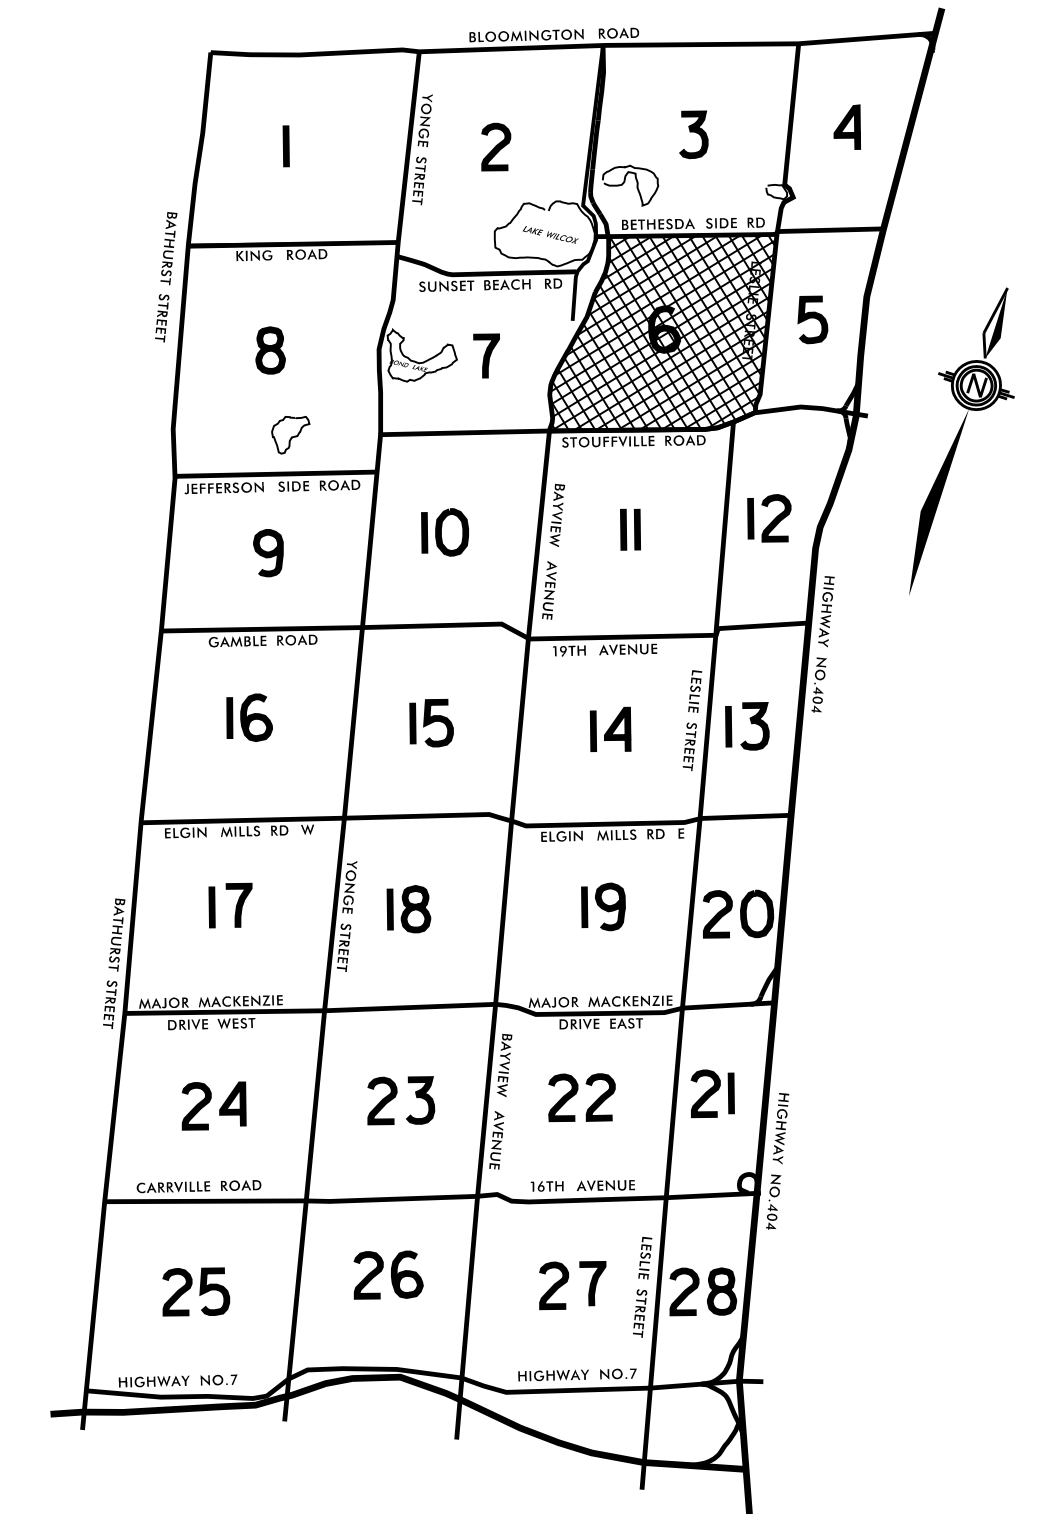 BLOOMINGTON ROAD
YONGE STREET
1
2
3
4
BATHURST STREET
LAKE WILCOX
BETHESDA SIDE RD
KING ROAD
SUNSET BEACH RD
LESLIE STREET
8
POND LAKE
7
6
5
N
STOUFFVILLE ROAD
JEFFERSON SIDE ROAD
BAYVIEW AVENUE
9
10
11
12
HIGHWAY NO.404
GAMBLE ROAD
19TH AVENUE
LESLIE STREET
16
15
14
13
ELGIN MILLS RD W
ELGIN MILLS RD E
YONGE STREET
17
18
19
20
BATHURST STREET
MAJOR MACKENZIE
DRIVE WEST
MAJOR MACKENZIE
DRIVE EAST
BAYVIEW AVENUE
24
23
22
21
HIGHWAY NO.404
CARRVILLE ROAD
16TH AVENUE
LESLIE STREET
25
26
27
28
HIGHWAY NO.7
HIGHWAY NO.7